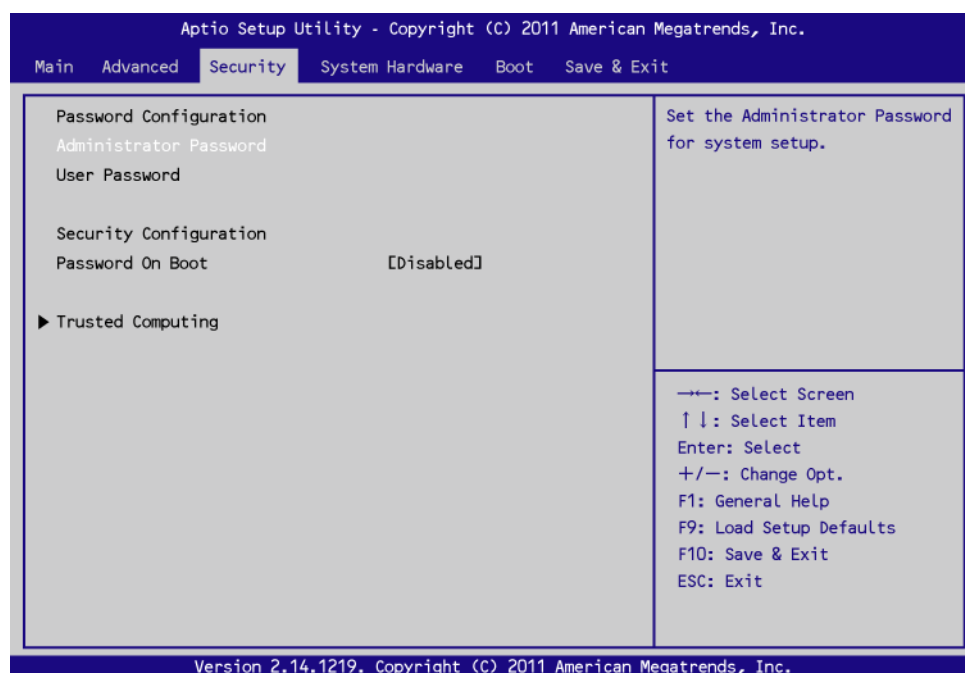 Aptio Setup Utility - Copyright (C) 2011 American Megatrends, Inc.
Main Advanced Security System Hardware Boot Save & Exit
Password Configuration
Administrator Password
User Password
Security Configuration
Password On Boot [Disabled]
▶ Trusted Computing
Set the Administrator Password
for system setup.
→←: Select Screen
↑↓: Select Item
Enter: Select
+/−: Change Opt.
F1: General Help
F9: Load Setup Defaults
F10: Save & Exit
ESC: Exit
Version 2.14.1219. Copyright (C) 2011 American Megatrends, Inc.